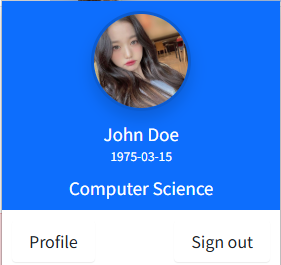 John Doe
1975-03-15
Computer Science
Profile
Sign out